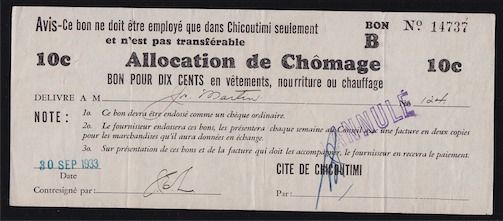 Avis-Ce bon ne doit être employé que dans Chicoutimi seulement
et n'est pas transférable
BON
B
Nº 14737
10c Allocation de Chômage 10c
BON POUR DIX CENTS en vêtements, nourriture ou chauffage
DELIVRE A M Jos Martin No 124
NOTE :
1o. Ce bon devra être endossé comme un chèque ordinaire.
2o. Le fournisseur endossera ces bons, les présentera chaque semaine au Conseil avec une facture en deux copies
pour les marchandises qu'il aura données en échange.
3o. Sur présentation de ces bons et de la facture qui doit les accompagner, le fournisseur en recevra le paiement.
ANNULÉ
30 SEP 1933
Date
CITE DE CHICOUTIMI
Contresigné par :
Par :